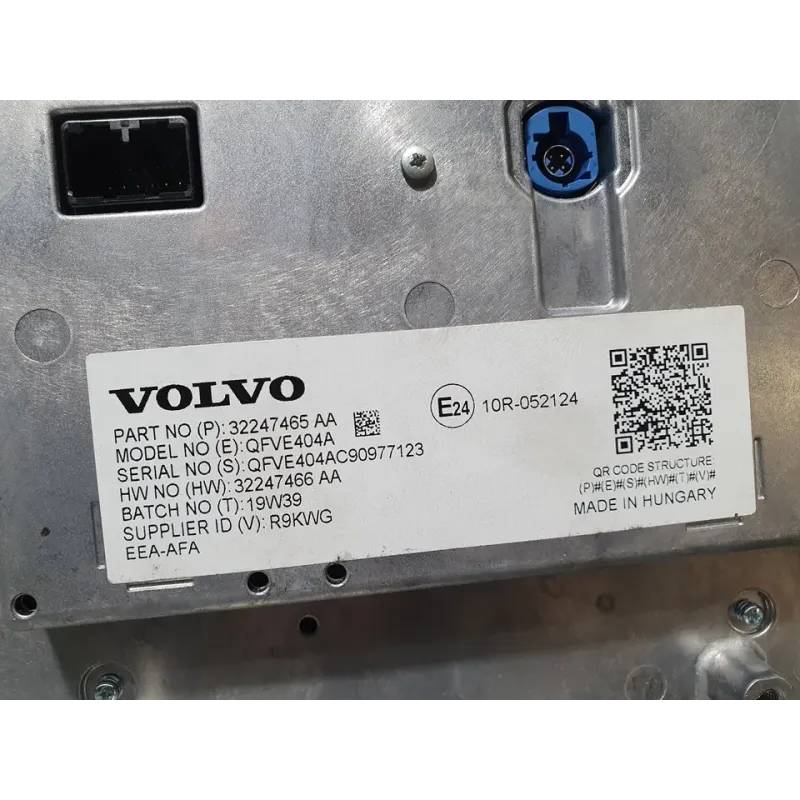 VOLVO
PART NO (P): 32247465 AA
MODEL NO (E): QFVE404A
SERIAL NO (S): QFVE404AC90977123
HW NO (HW): 32247466 AA
BATCH NO (T): 19W39
SUPPLIER ID (V): R9KWG
EEA-AFA
E24 10R-052124
QR CODE STRUCTURE:
(P)#(E)#(S)#(HW)#(T)#(V)#
MADE IN HUNGARY